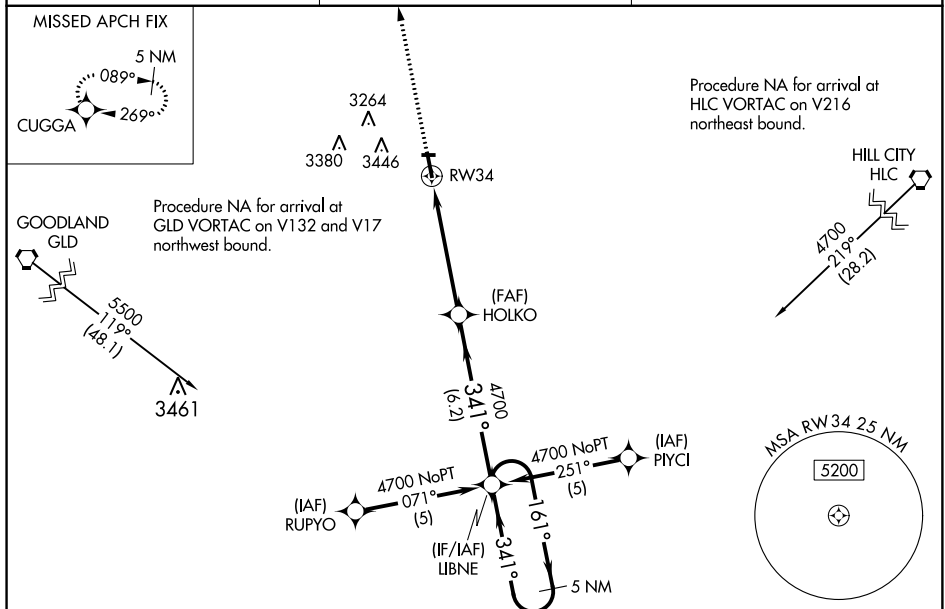 MISSED APCH FIX
5 NM
089°
269°
CUGGA
3264
3380
3446
RW34
Procedure NA for arrival at
HLC VORTAC on V216
northeast bound.
HILL CITY
HLC
4700
219°
(28.2)
Procedure NA for arrival at
GLD VORTAC on V132 and V17
northwest bound.
GOODLAND
GLD
5500
119°
(48.1)
3461
(FAF)
HOLKO
4700
341°
(6.2)
4700 NoPT
251°
(5)
(IAF)
PIYCI
4700 NoPT
071°
(5)
(IAF)
RUPYO
(IF/IAF)
LIBNE
161°
341°
5 NM
MSA RW34 25 NM
5200